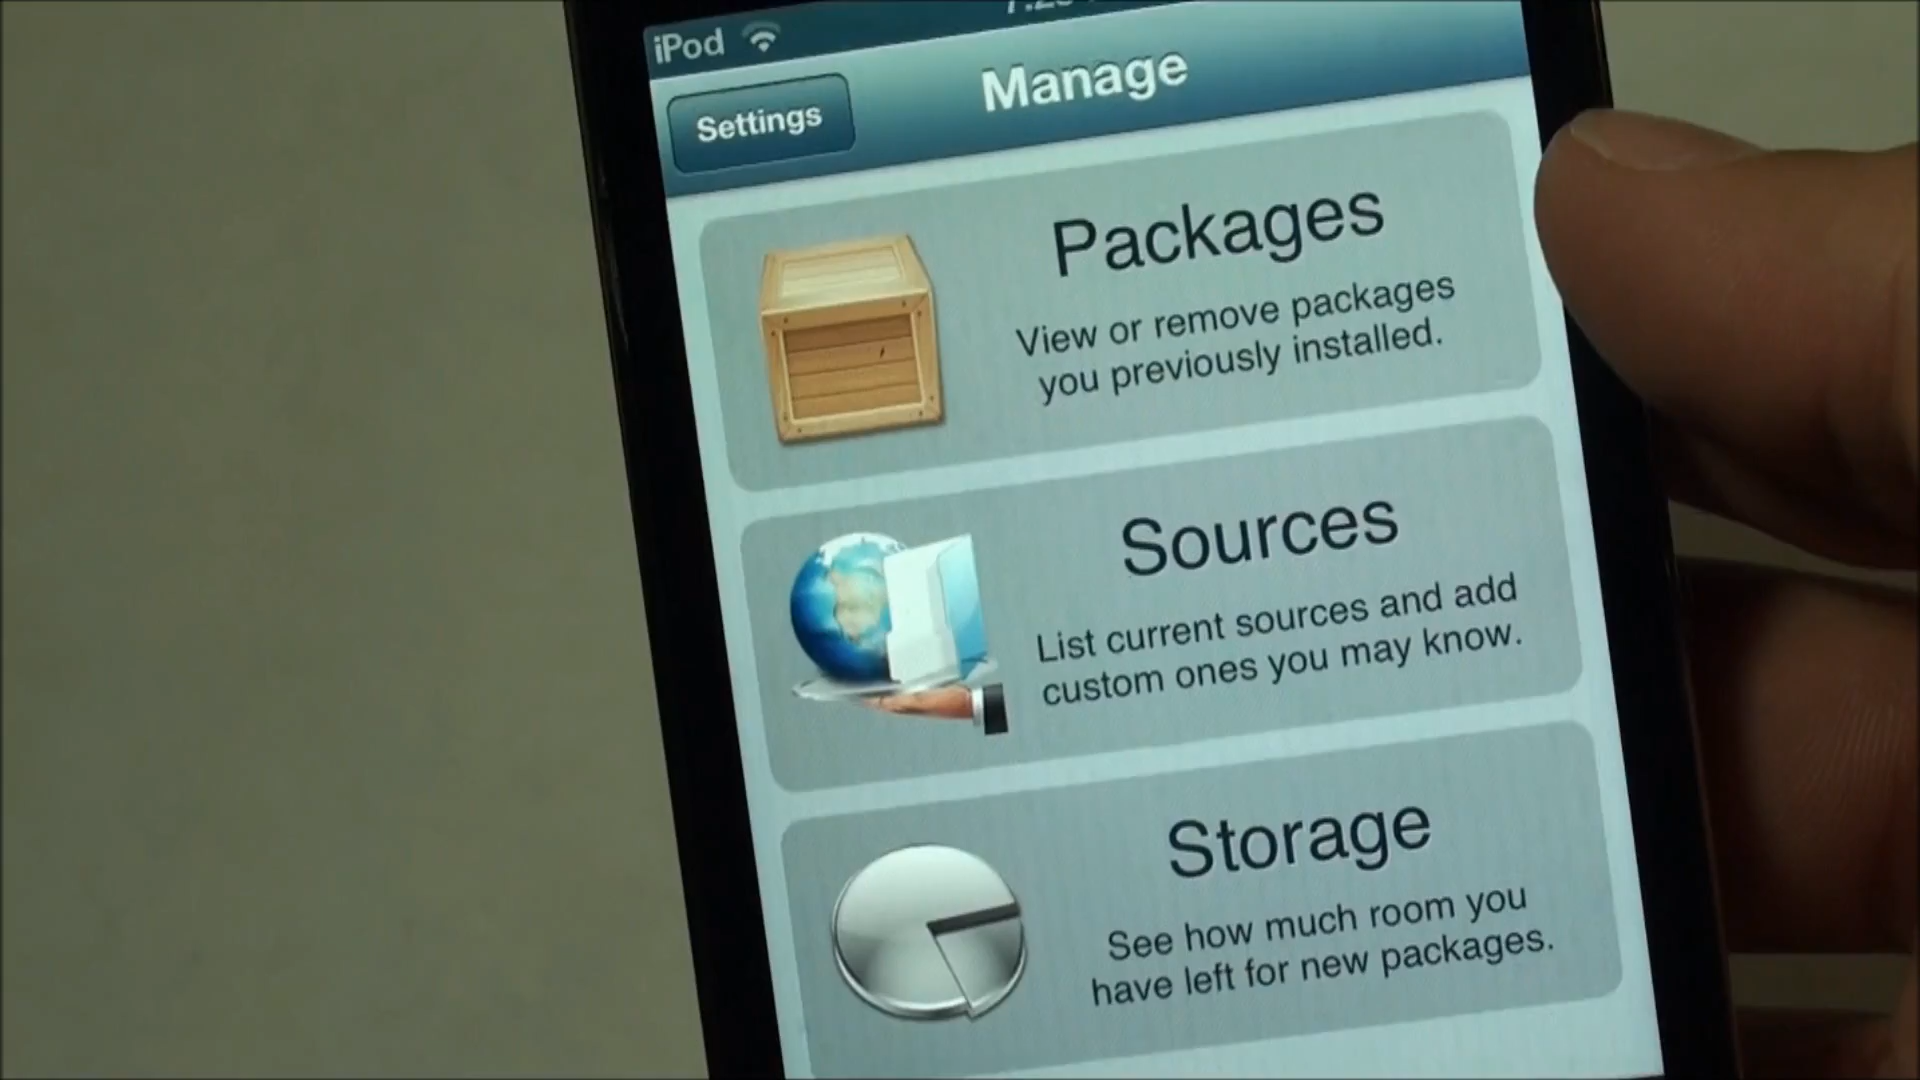 iPod
Settings
Manage
Packages
View or remove packages
you previously installed.
Sources
List current sources and add
custom ones you may know.
Storage
See how much room you
have left for new packages.